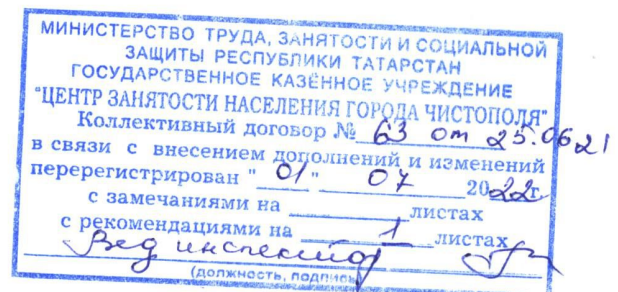 МИНИСТЕРСТВО ТРУДА, ЗАНЯТОСТИ И СОЦИАЛЬНОЙ
ЗАЩИТЫ РЕСПУБЛИКИ ТАТАРСТАН
ГОСУДАРСТВЕННОЕ КАЗЁННОЕ УЧРЕЖДЕНИЕ
"ЦЕНТР ЗАНЯТОСТИ НАСЕЛЕНИЯ ГОРОДА ЧИСТОПОЛЯ"
Коллективный договор № 63 от 25.06.21
в связи с внесением дополнений и изменений
перерегистрирован "01" 07 2022г.
с замечаниями на листах
с рекомендациями на 1 листах
Вед инспектор
(должность, подпись)